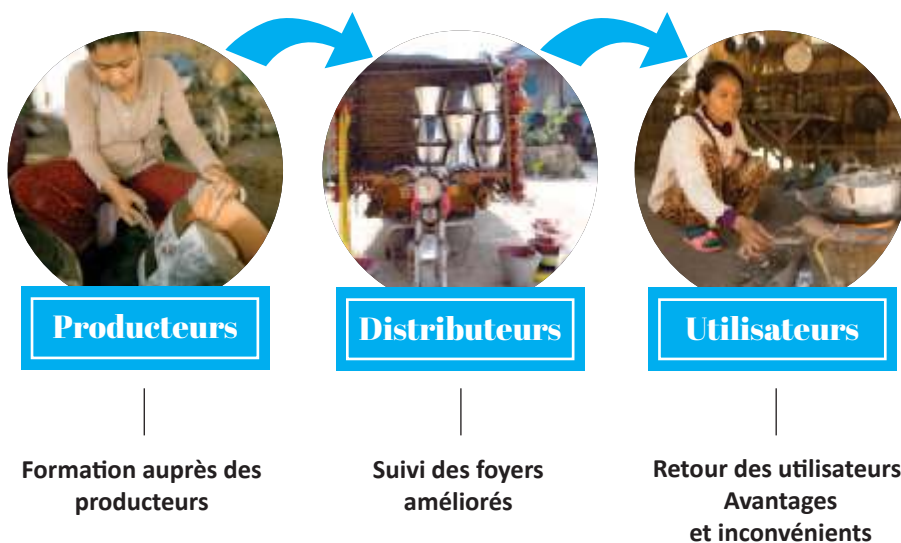 Producteurs
Distributeurs
Utilisateurs
Formation auprès des
producteurs
Suivi des foyers
améliorés
Retour des utilisateurs
Avantages
et inconvénients